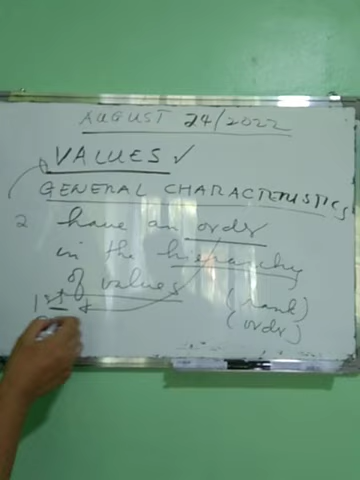 AUGUST 24/2022
VALUES ✓
GENERAL CHARACTERISTICS
2 have an order
in the hierarchy
of values
(rank)
1st
(order)